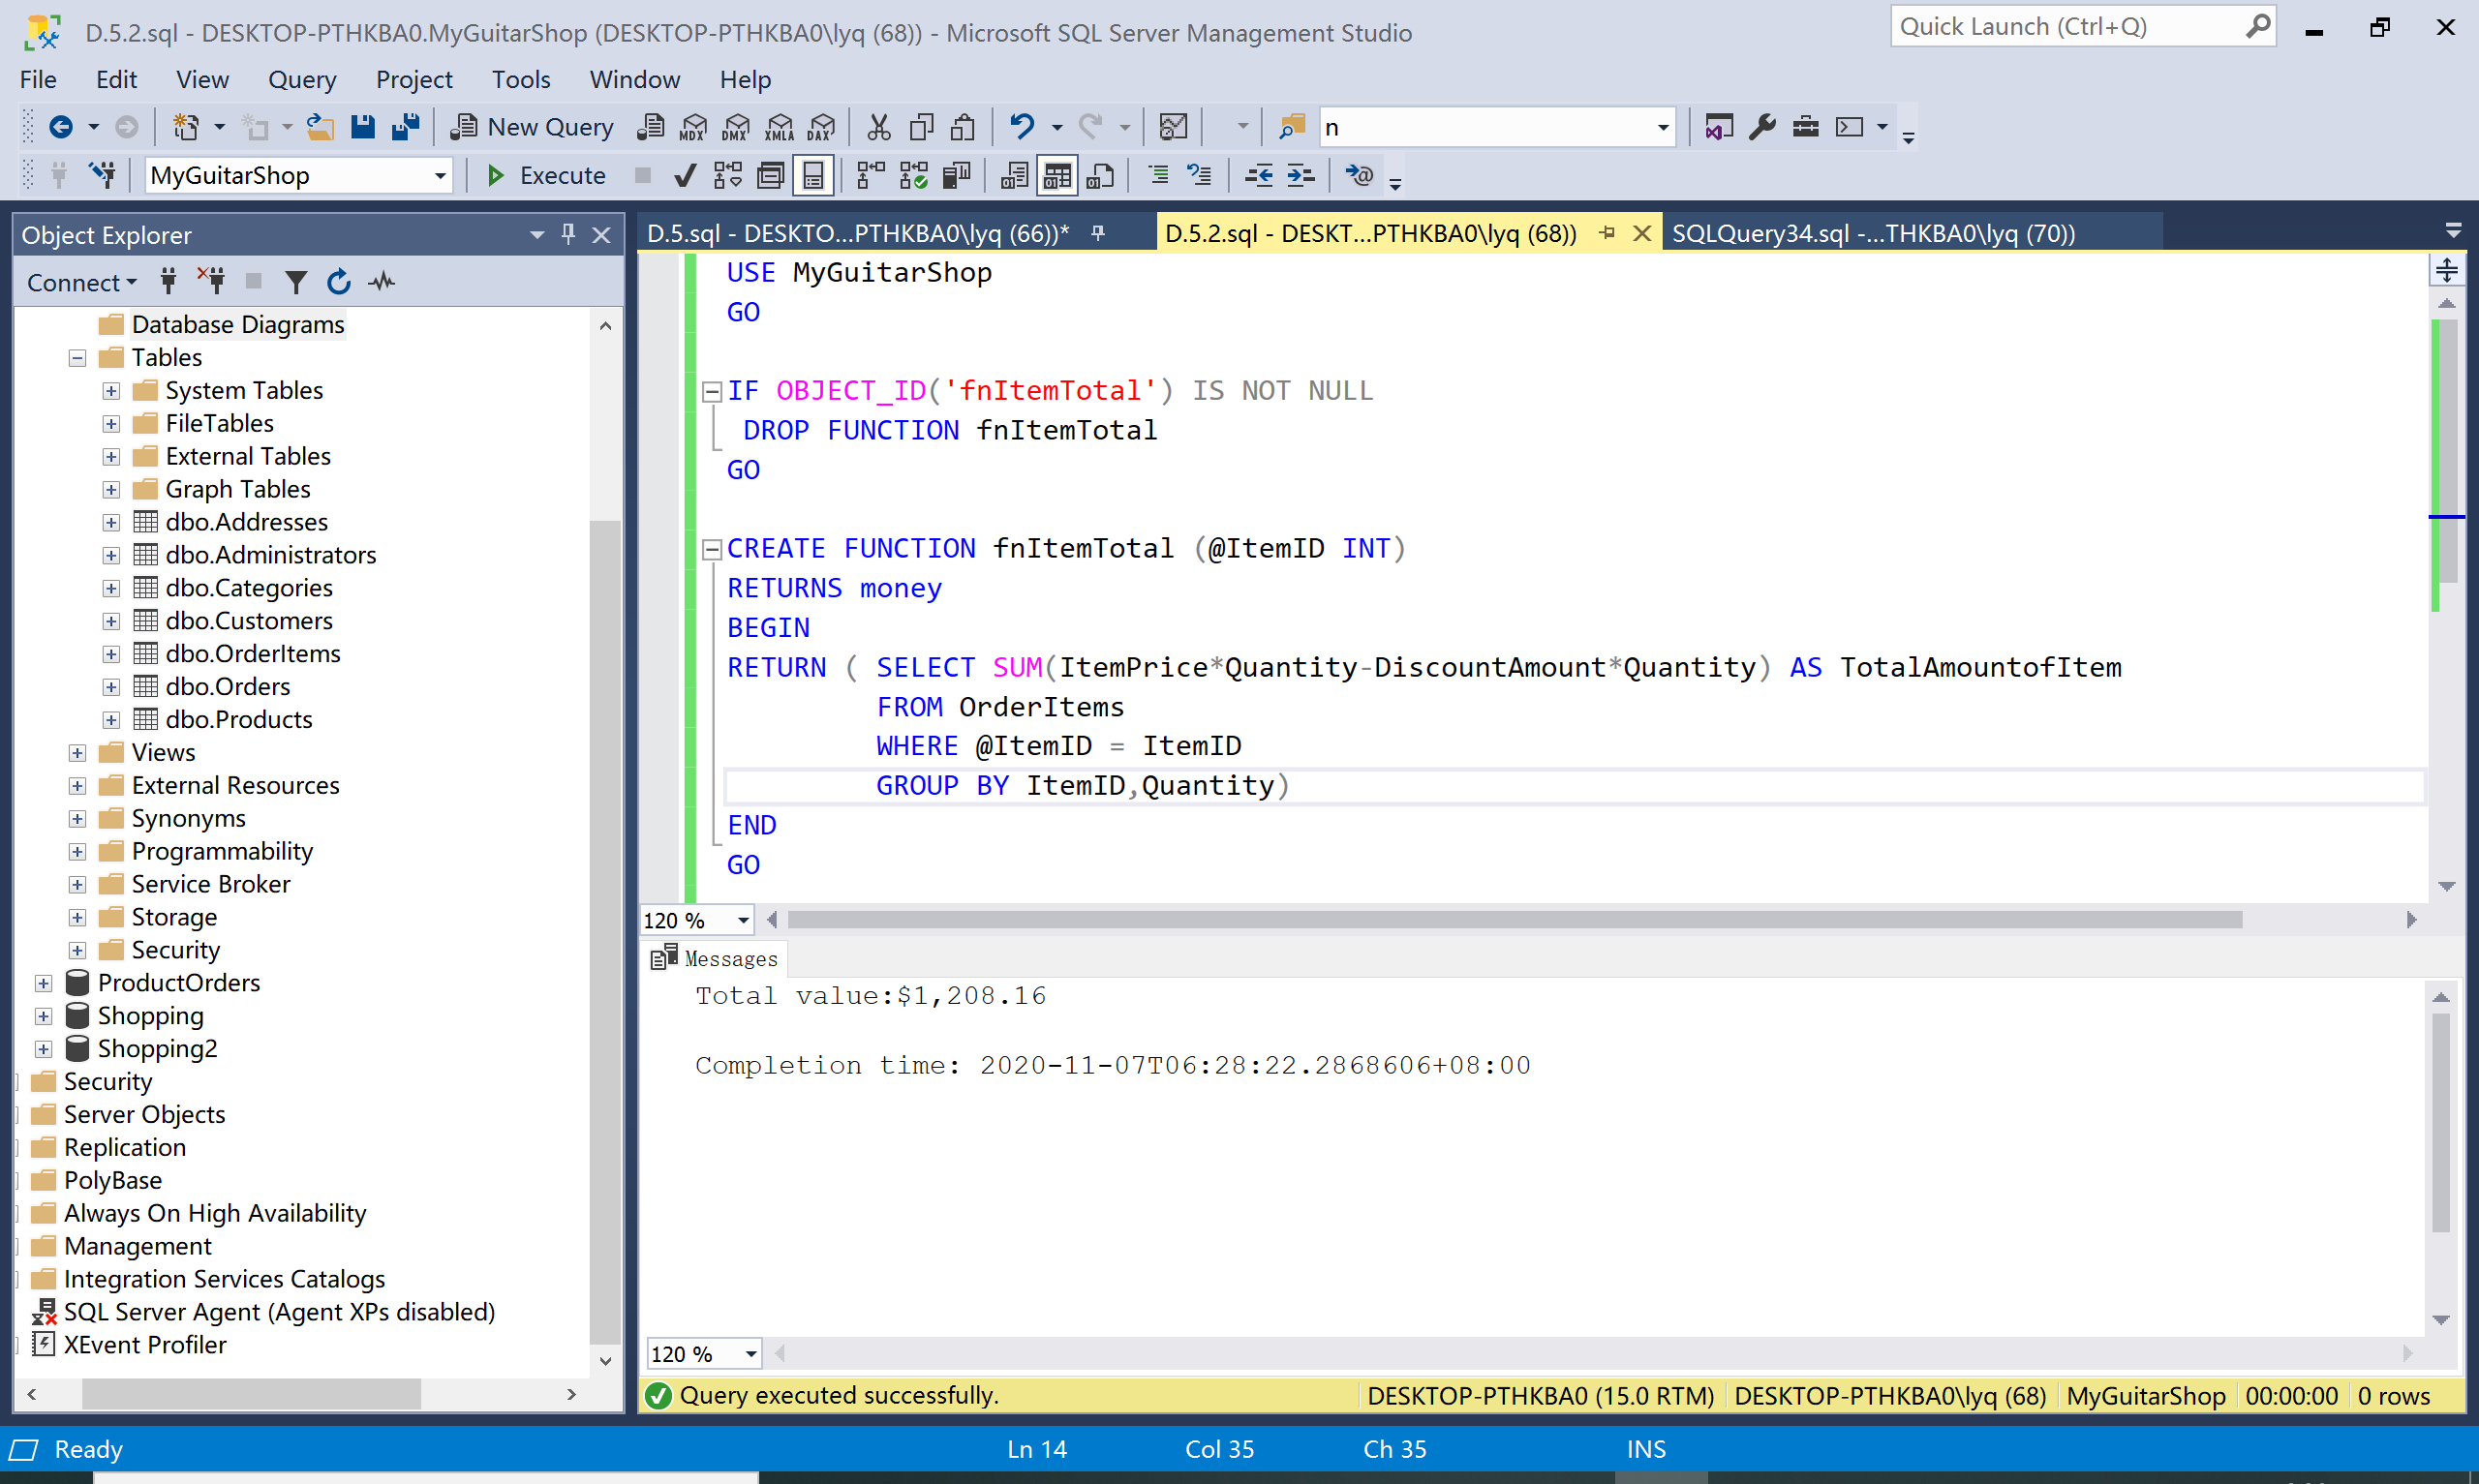 D.5.2.sql - DESKTOP-PTHKBA0.MyGuitarShop (DESKTOP-PTHKBA0\lyq (68)) - Microsoft SQL Server Management Studio
Quick Launch (Ctrl+Q)
File Edit View Query Project Tools Window Help
New Query MDX DMX XMLA DAX n
MyGuitarShop Execute
Object Explorer
Connect
Database Diagrams
Tables
System Tables
FileTables
External Tables
Graph Tables
dbo.Addresses
dbo.Administrators
dbo.Categories
dbo.Customers
dbo.OrderItems
dbo.Orders
dbo.Products
Views
External Resources
Synonyms
Programmability
Service Broker
Storage
Security
ProductOrders
Shopping
Shopping2
Security
Server Objects
Replication
PolyBase
Always On High Availability
Management
Integration Services Catalogs
SQL Server Agent (Agent XPs disabled)
XEvent Profiler
D.5.sql - DESKTO...PTHKBA0\lyq (66))* D.5.2.sql - DESKT...PTHKBA0\lyq (68)) SQLQuery34.sql -...THKBA0\lyq (70))
USE MyGuitarShop
GO
IF OBJECT_ID('fnItemTotal') IS NOT NULL
DROP FUNCTION fnItemTotal
GO
CREATE FUNCTION fnItemTotal (@ItemID INT)
RETURNS money
BEGIN
RETURN ( SELECT SUM(ItemPrice*Quantity-DiscountAmount*Quantity) AS TotalAmountofItem
FROM OrderItems
WHERE @ItemID = ItemID
GROUP BY ItemID,Quantity)
END
GO
120 %
Messages
Total value:$1,208.16
Completion time: 2020-11-07T06:28:22.2868606+08:00
120 %
Query executed successfully. DESKTOP-PTHKBA0 (15.0 RTM) DESKTOP-PTHKBA0\lyq (68) MyGuitarShop 00:00:00 0 rows
Ready Ln 14 Col 35 Ch 35 INS